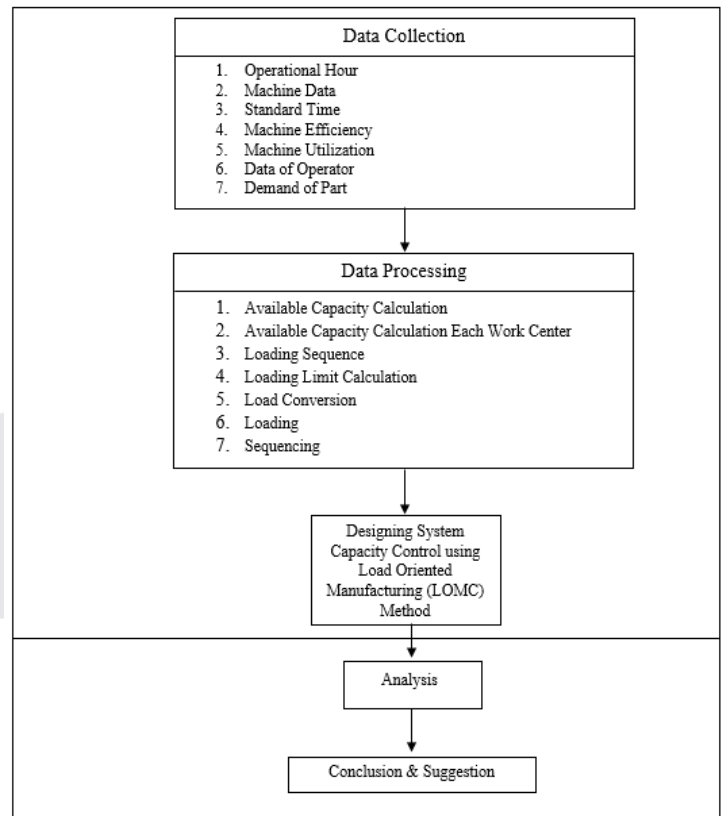 Data Collection
1. Operational Hour
2. Machine Data
3. Standard Time
4. Machine Efficiency
5. Machine Utilization
6. Data of Operator
7. Demand of Part
Data Processing
1. Available Capacity Calculation
2. Available Capacity Calculation Each Work Center
3. Loading Sequence
4. Loading Limit Calculation
5. Load Conversion
6. Loading
7. Sequencing
Designing System
Capacity Control using
Load Oriented
Manufacturing (LOMC)
Method
Analysis
Conclusion & Suggestion